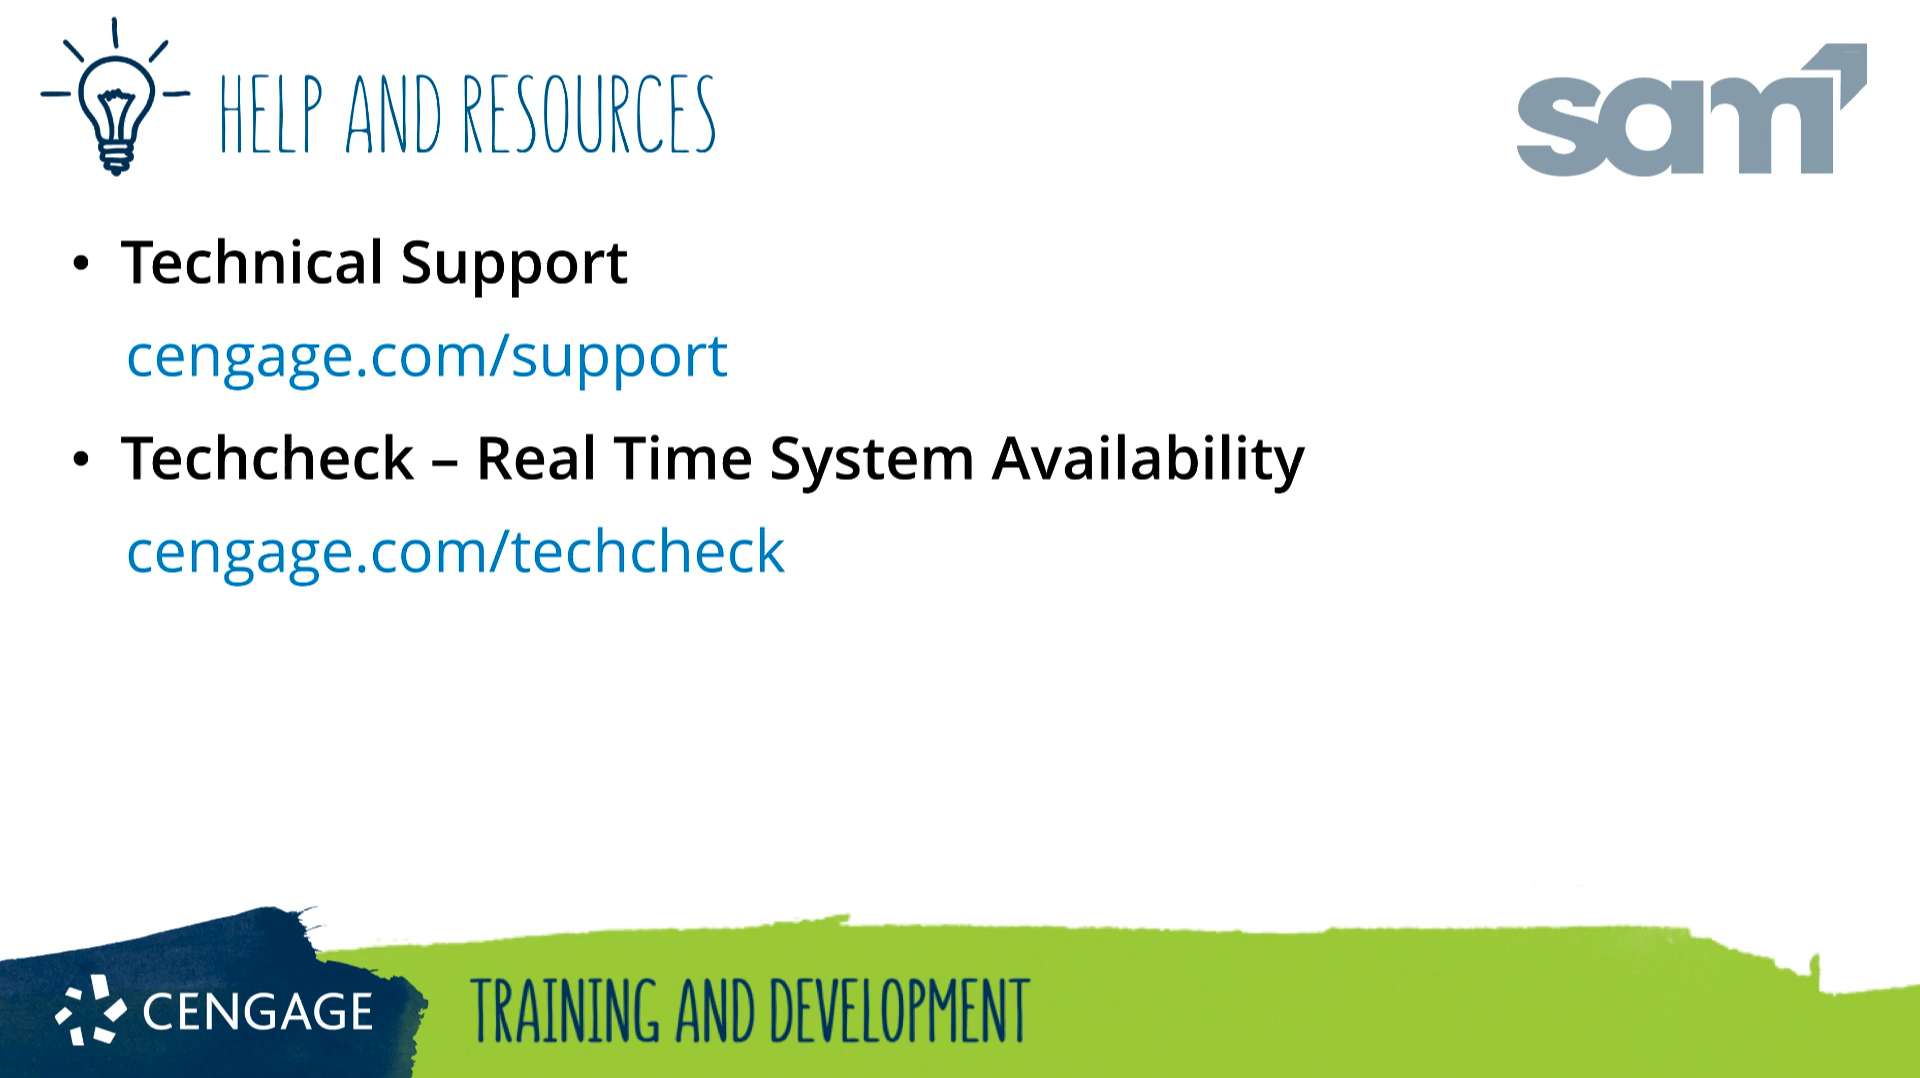 HELP AND RESOURCES
sam
• Technical Support
cengage.com/support
• Techcheck – Real Time System Availability
cengage.com/techcheck
CENGAGE
TRAINING AND DEVELOPMENT